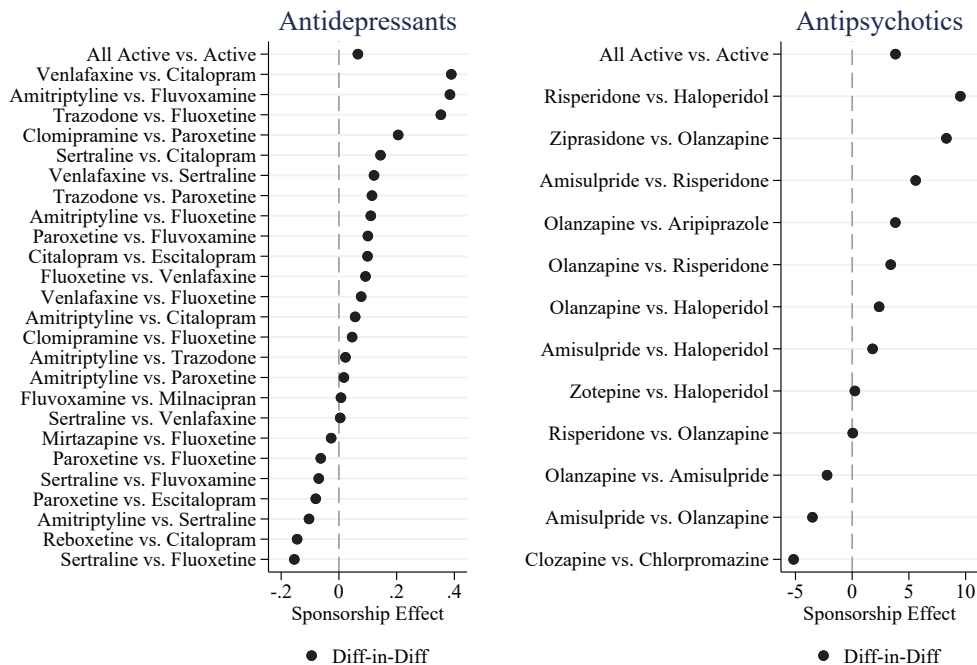 Antidepressants
All Active vs. Active
Venlafaxine vs. Citalopram
Amitriptyline vs. Fluvoxamine
Trazodone vs. Fluoxetine
Clomipramine vs. Paroxetine
Sertraline vs. Citalopram
Venlafaxine vs. Sertraline
Trazodone vs. Paroxetine
Amitriptyline vs. Fluoxetine
Paroxetine vs. Fluvoxamine
Citalopram vs. Escitalopram
Fluoxetine vs. Venlafaxine
Venlafaxine vs. Fluoxetine
Amitriptyline vs. Citalopram
Clomipramine vs. Fluoxetine
Amitriptyline vs. Trazodone
Amitriptyline vs. Paroxetine
Fluvoxamine vs. Milnacipran
Sertraline vs. Venlafaxine
Mirtazapine vs. Fluoxetine
Paroxetine vs. Fluoxetine
Sertraline vs. Fluvoxamine
Paroxetine vs. Escitalopram
Amitriptyline vs. Sertraline
Reboxetine vs. Citalopram
Sertraline vs. Fluoxetine
-.2 0 .2 .4
Sponsorship Effect
Diff-in-Diff
Antipsychotics
All Active vs. Active
Risperidone vs. Haloperidol
Ziprasidone vs. Olanzapine
Amisulpride vs. Risperidone
Olanzapine vs. Aripiprazole
Olanzapine vs. Risperidone
Olanzapine vs. Haloperidol
Amisulpride vs. Haloperidol
Zotepine vs. Haloperidol
Risperidone vs. Olanzapine
Olanzapine vs. Amisulpride
Amisulpride vs. Olanzapine
Clozapine vs. Chlorpromazine
-5 0 5 10
Sponsorship Effect
Diff-in-Diff